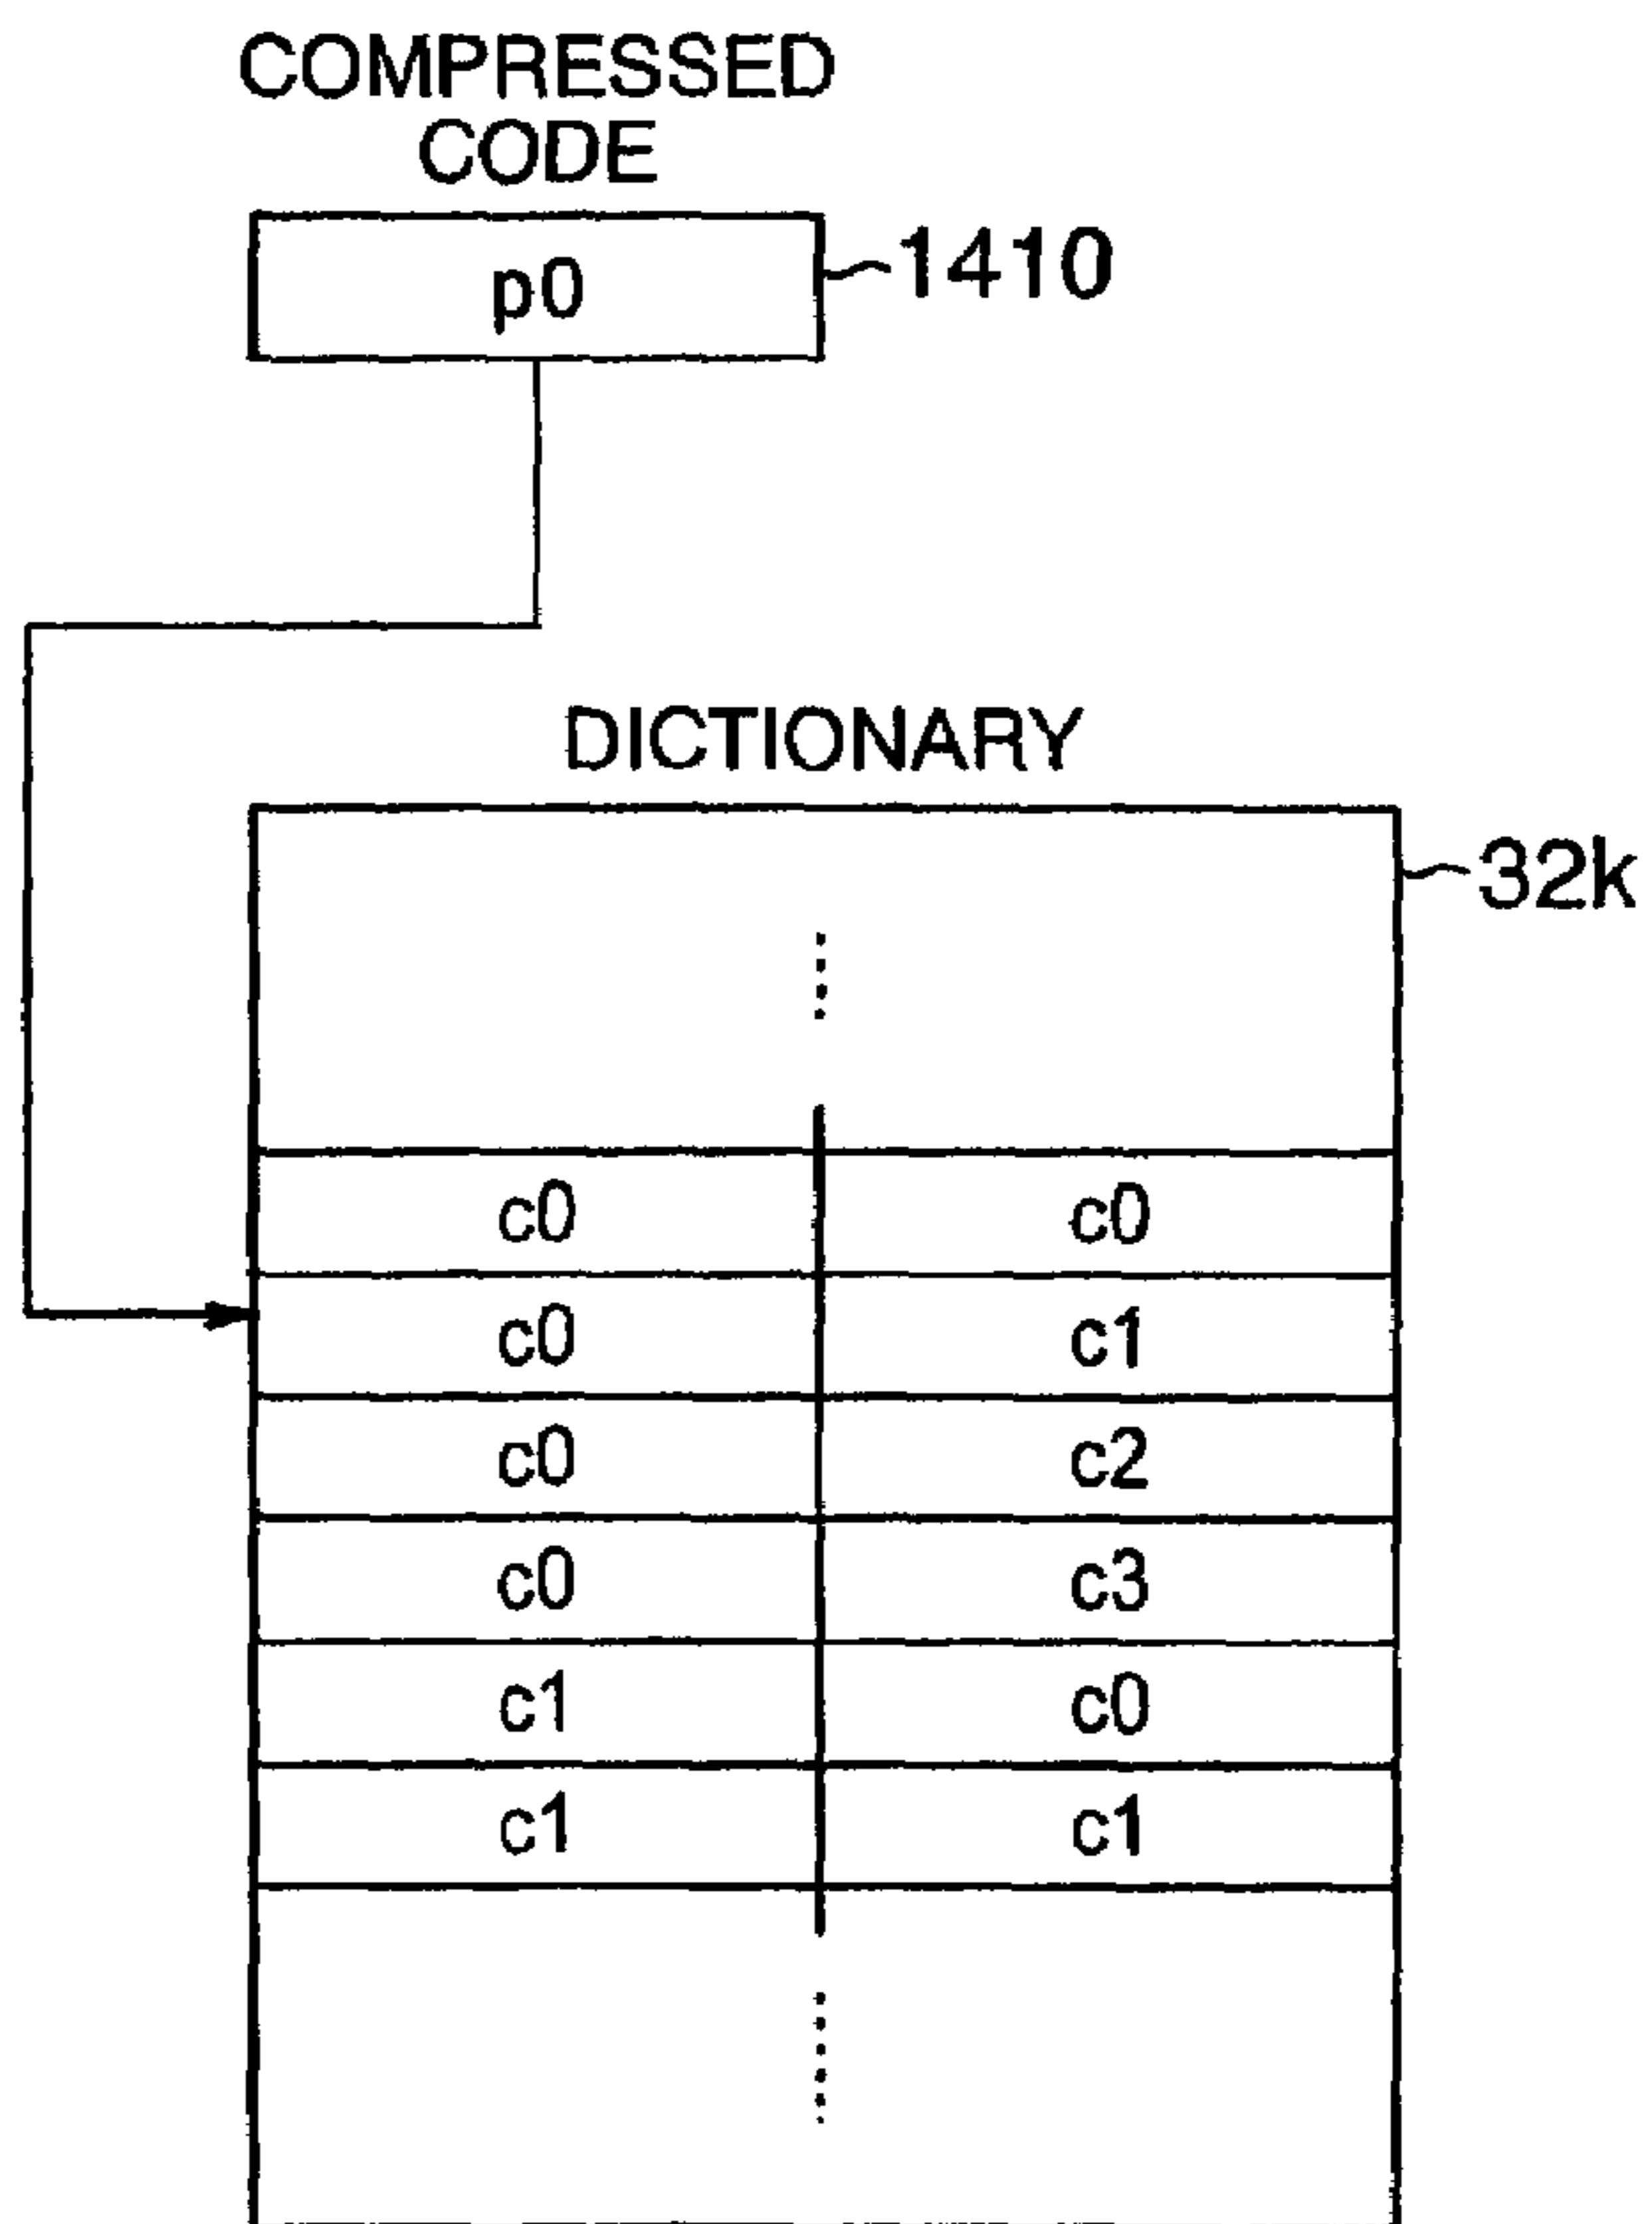 COMPRESSED
CODE
p0
1410
DICTIONARY
32k
c0 c0
c0 c1
c0 c2
c0 c3
c1 c0
c1 c1